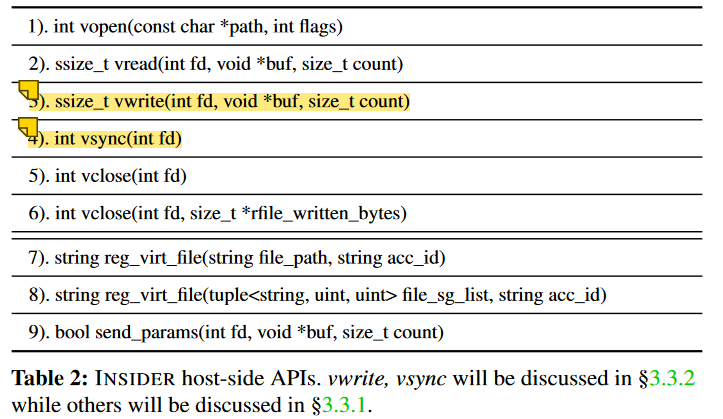 1). int vopen(const char *path, int flags)
2). ssize_t vread(int fd, void *buf, size_t count)
3). ssize_t vwrite(int fd, void *buf, size_t count)
4). int vsync(int fd)
5). int vclose(int fd)
6). int vclose(int fd, size_t *rfile_written_bytes)
7). string reg_virt_file(string file_path, string acc_id)
8). string reg_virt_file(tuple<string, uint, uint> file_sg_list, string acc_id)
9). bool send_params(int fd, void *buf, size_t count)
Table 2: INSIDER host-side APIs. vwrite, vsync will be discussed in §3.3.2
while others will be discussed in §3.3.1.